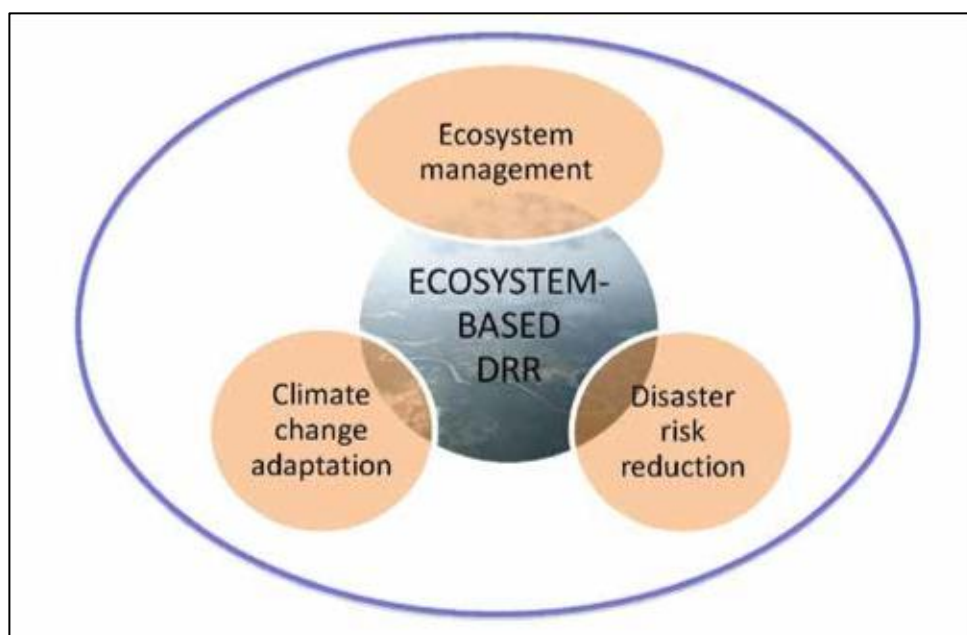 Ecosystem
management
ECOSYSTEM-
BASED
DRR
Climate
change
adaptation
Disaster
risk
reduction